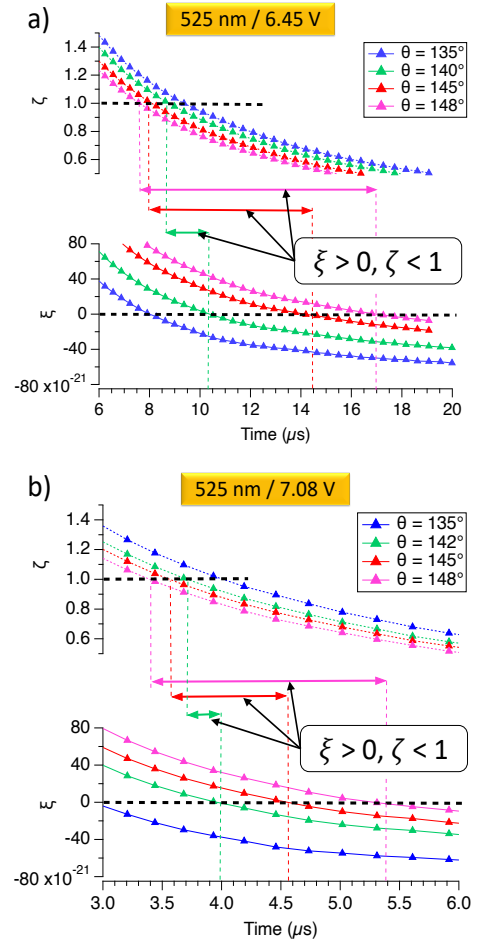 a)
525 nm / 6.45 V
1.4
1.2
1.0
0.8
0.6
ζ
θ = 135°
θ = 140°
θ = 145°
θ = 148°
ξ > 0, ζ < 1
80
40
0
-40
-80 x10⁻²¹
ξ
6 8 10 12 14 16 18 20
Time (µs)
b)
525 nm / 7.08 V
1.4
1.2
1.0
0.8
0.6
ζ
θ = 135°
θ = 142°
θ = 145°
θ = 148°
ξ > 0, ζ < 1
80
40
0
-40
-80 x10⁻²¹
ξ
3.0 3.5 4.0 4.5 5.0 5.5 6.0
Time (µs)